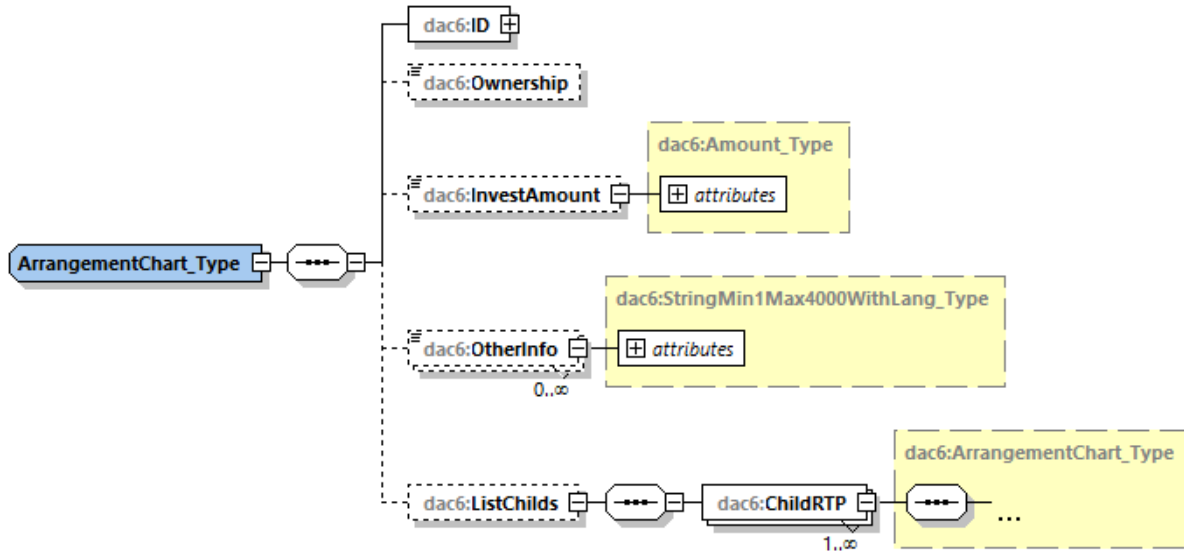 dac6:ID
dac6:Ownership
dac6:Amount_Type
dac6:InvestAmount
attributes
ArrangementChart_Type
dac6:StringMin1Max4000WithLang_Type
dac6:OtherInfo
attributes
0..∞
dac6:ArrangementChart_Type
dac6:ListChilds
dac6:ChildRTP
...
1..∞